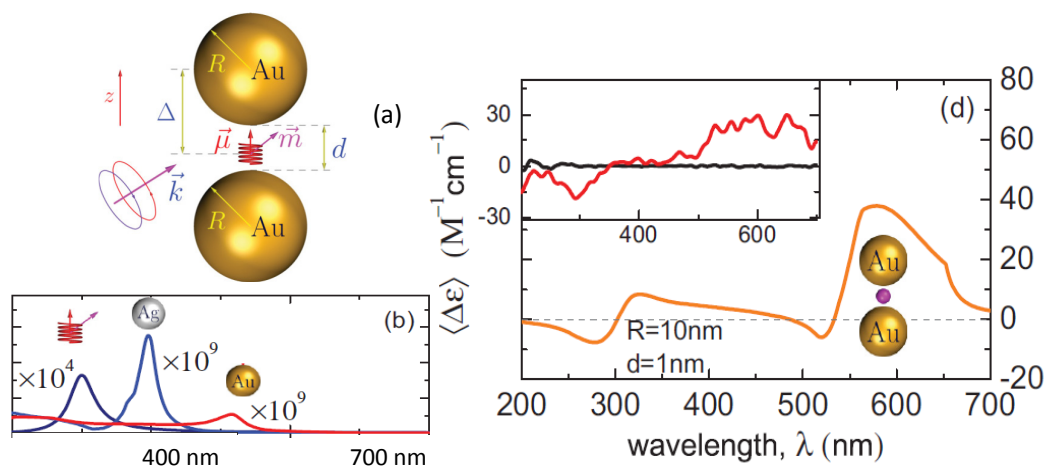 R
Au
(a)
z
Δ
μ⃗
m⃗
d
k⃗
R
Au
(b)
Ag
×10⁴
×10⁹
Au
×10⁹
400 nm
700 nm
(d)
80
60
40
20
0
-20
30
0
-30
400
600
⟨Δε⟩ (M⁻¹cm⁻¹)
Au
Au
R=10nm
d=1nm
200
300
400
500
600
700
wavelength, λ (nm)